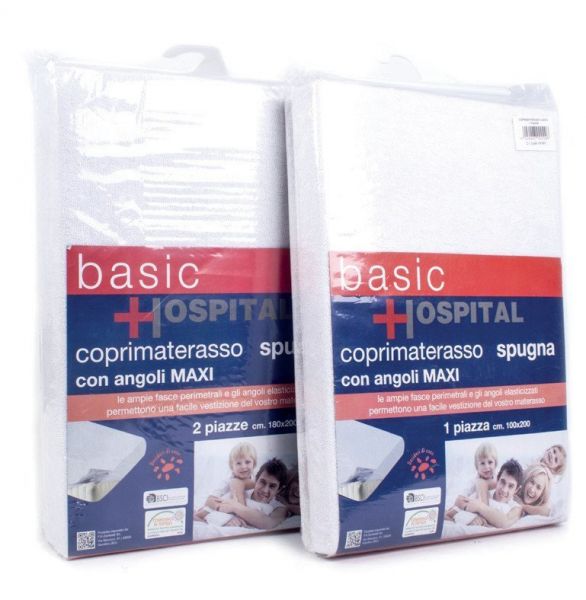 basic
HOSPITAL
coprimaterasso spugna
con angoli MAXI
le ampie fasce perimetrali e gli angoli
permettono una facile vestizione del vostro
2 piazze cm. 180x200
BSCI
basic
HOSPITAL
coprimaterasso spugna
con angoli MAXI
le ampie fasce perimetrali e gli angoli elasticizzati
permettono una facile vestizione del vostro materasso
1 piazza cm. 100x200
BSCI